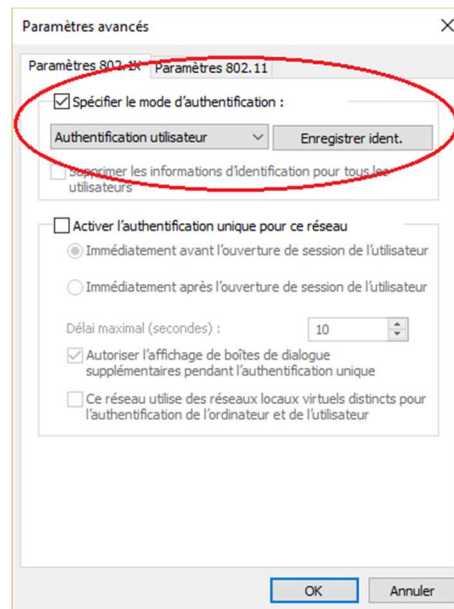 Paramètres avancés
Paramètres 802.1X
Paramètres 802.11
Spécifier le mode d'authentification :
Authentification utilisateur
Enregistrer ident.
Supprimer les informations d'identification pour tous les
utilisateurs
Activer l'authentification unique pour ce réseau
Immédiatement avant l'ouverture de session de l'utilisateur
Immédiatement après l'ouverture de session de l'utilisateur
Délai maximal (secondes) :
10
Autoriser l'affichage de boîtes de dialogue
supplémentaires pendant l'authentification unique
Ce réseau utilise des réseaux locaux virtuels distincts pour
l'authentification de l'ordinateur et de l'utilisateur
OK
Annuler